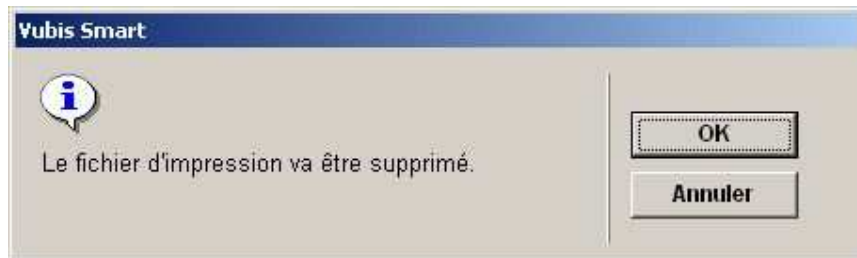 Vubis Smart
Le fichier d'impression va être supprimé.
OK
Annuler